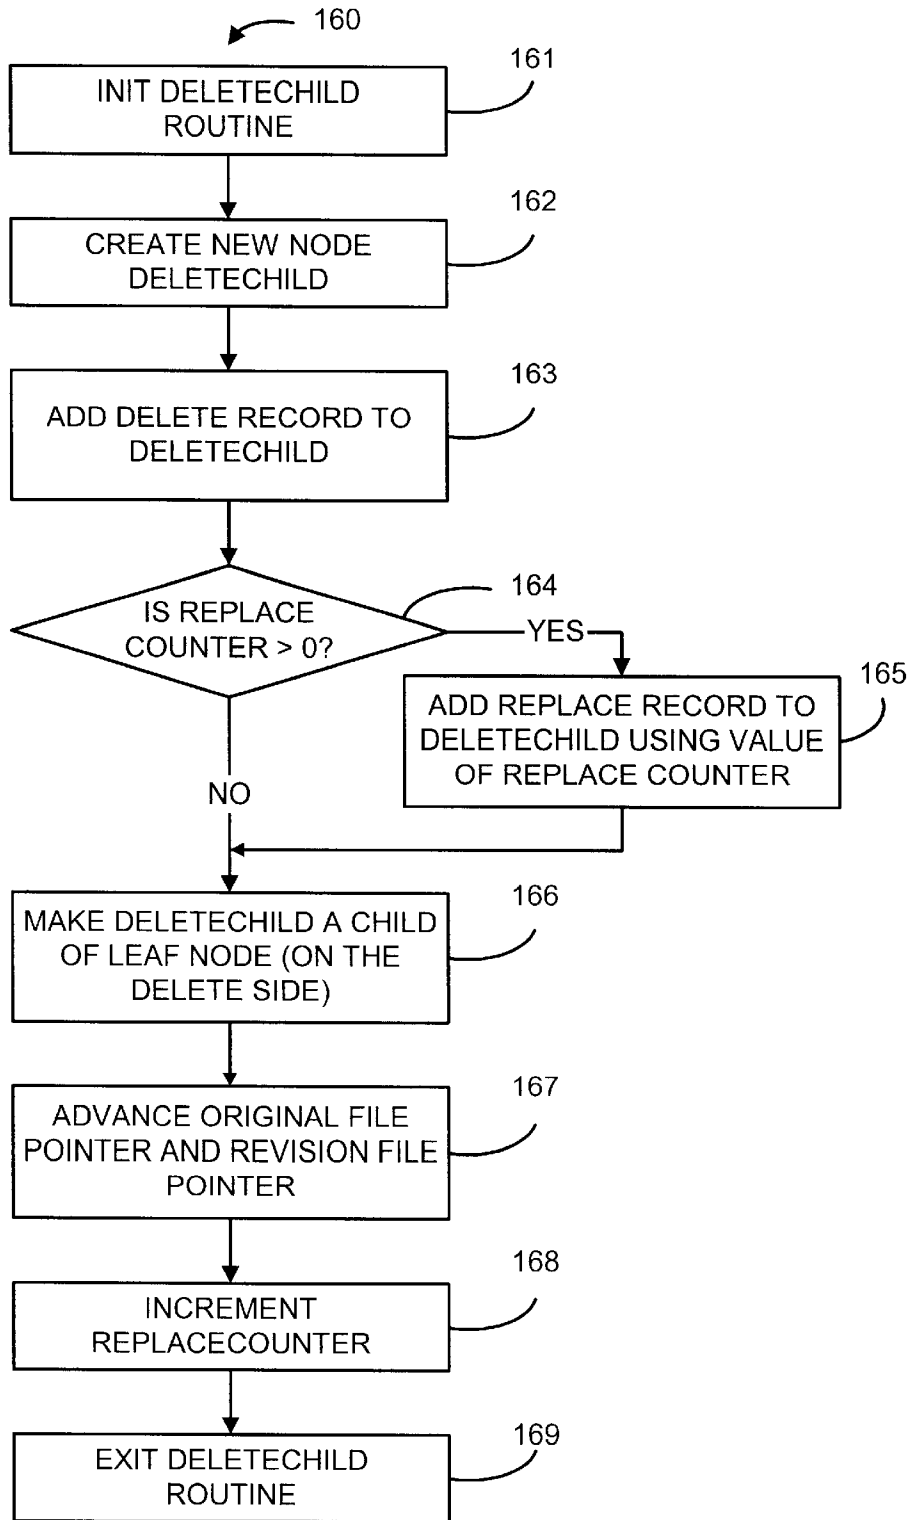 160
161
INIT DELETECHILD
ROUTINE
162
CREATE NEW NODE
DELETECHILD
163
ADD DELETE RECORD TO
DELETECHILD
164
IS REPLACE
COUNTER > 0?
YES
165
ADD REPLACE RECORD TO
DELETECHILD USING VALUE
OF REPLACE COUNTER
NO
166
MAKE DELETECHILD A CHILD
OF LEAF NODE (ON THE
DELETE SIDE)
167
ADVANCE ORIGINAL FILE
POINTER AND REVISION FILE
POINTER
168
INCREMENT
REPLACECOUNTER
169
EXIT DELETECHILD
ROUTINE